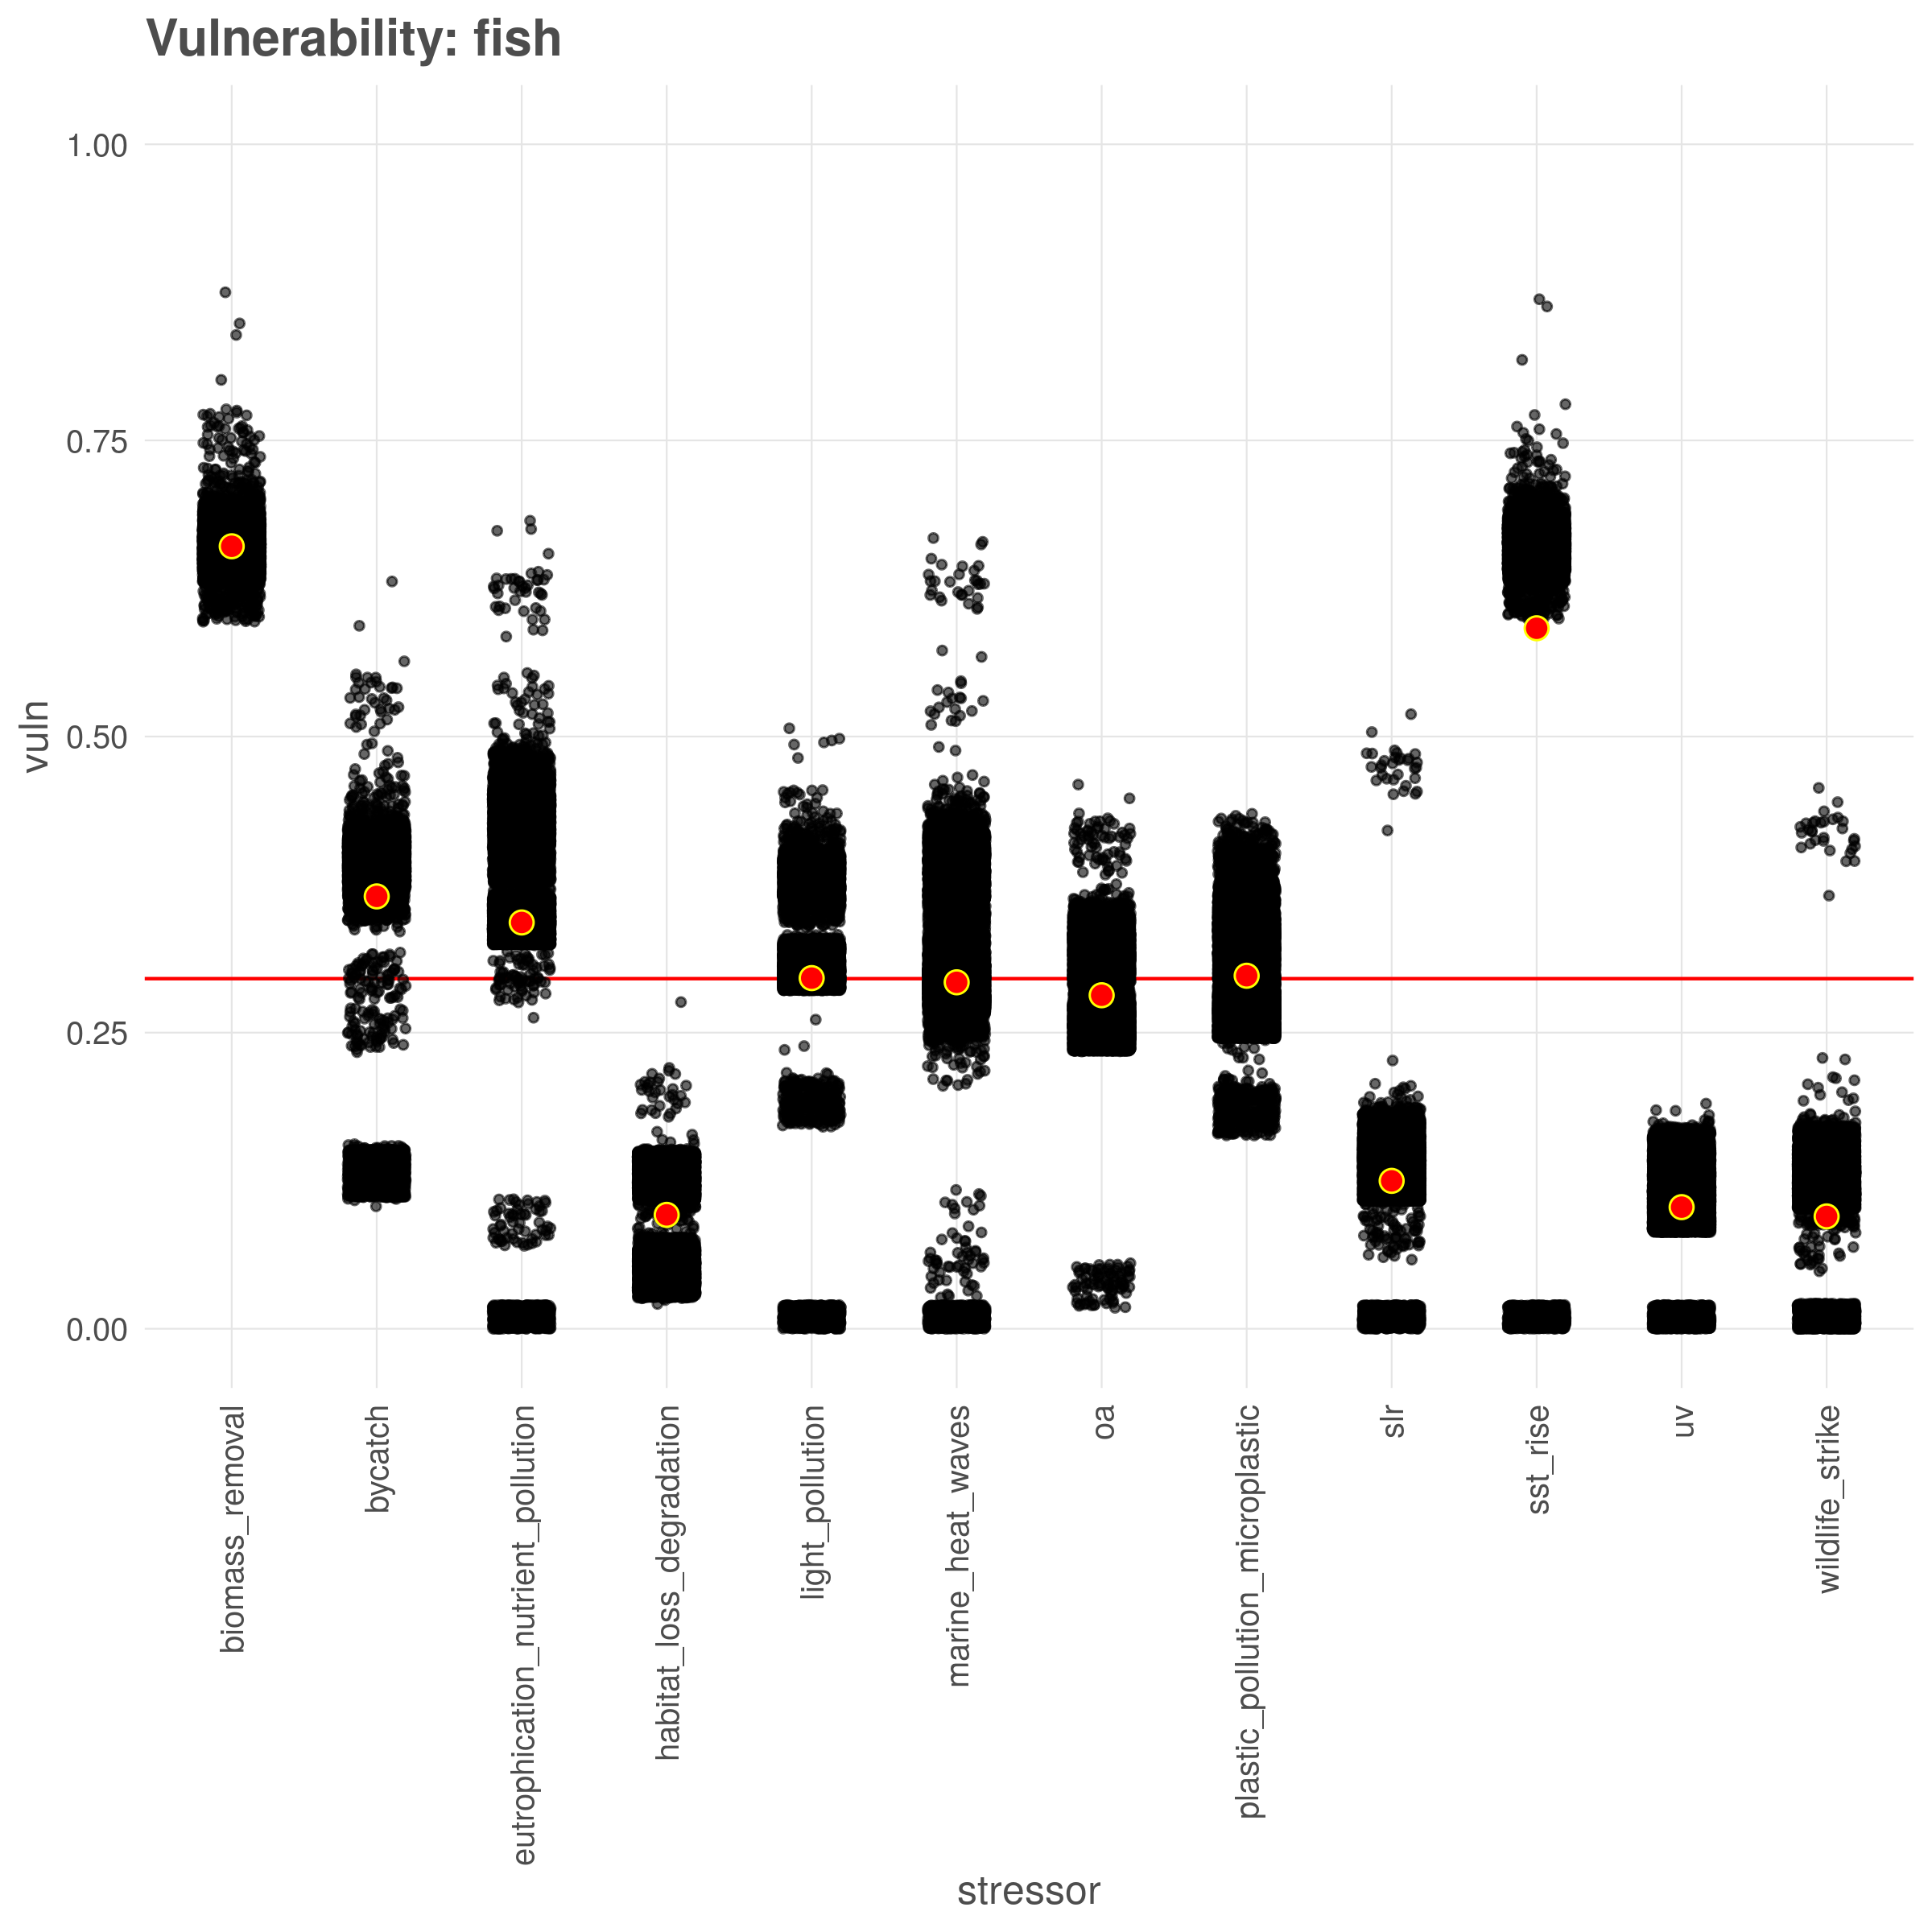 Vulnerability: fish
1.00
0.75
0.50
0.25
0.00
vuln
biomass_removal
bycatch
eutrophication_nutrient_pollution
habitat_loss_degradation
light_pollution
marine_heat_waves
oa
plastic_pollution_microplastic
slr
sst_rise
uv
wildlife_strike
stressor